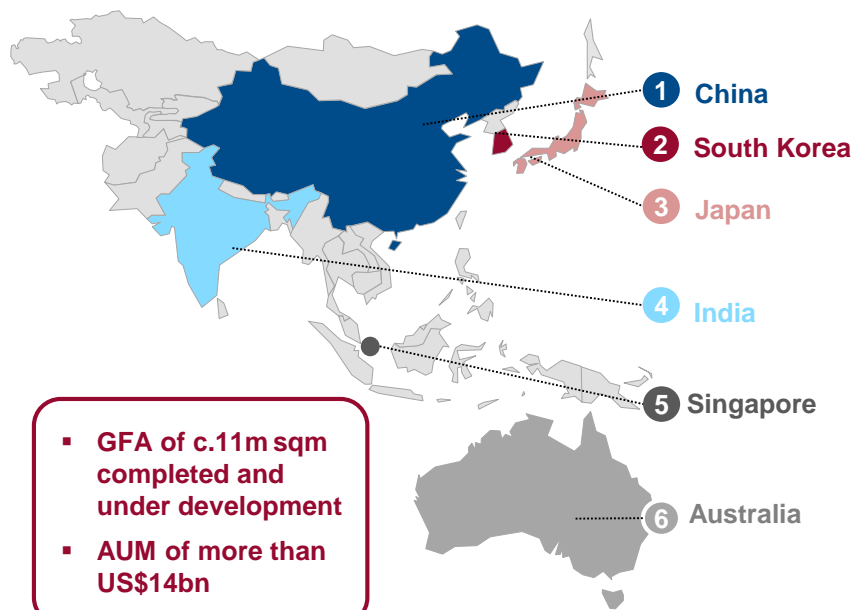 1 China
2 South Korea
3 Japan
4 India
5 Singapore
6 Australia
▪ GFA of c.11m sqm
completed and
under development
▪ AUM of more than
US$14bn